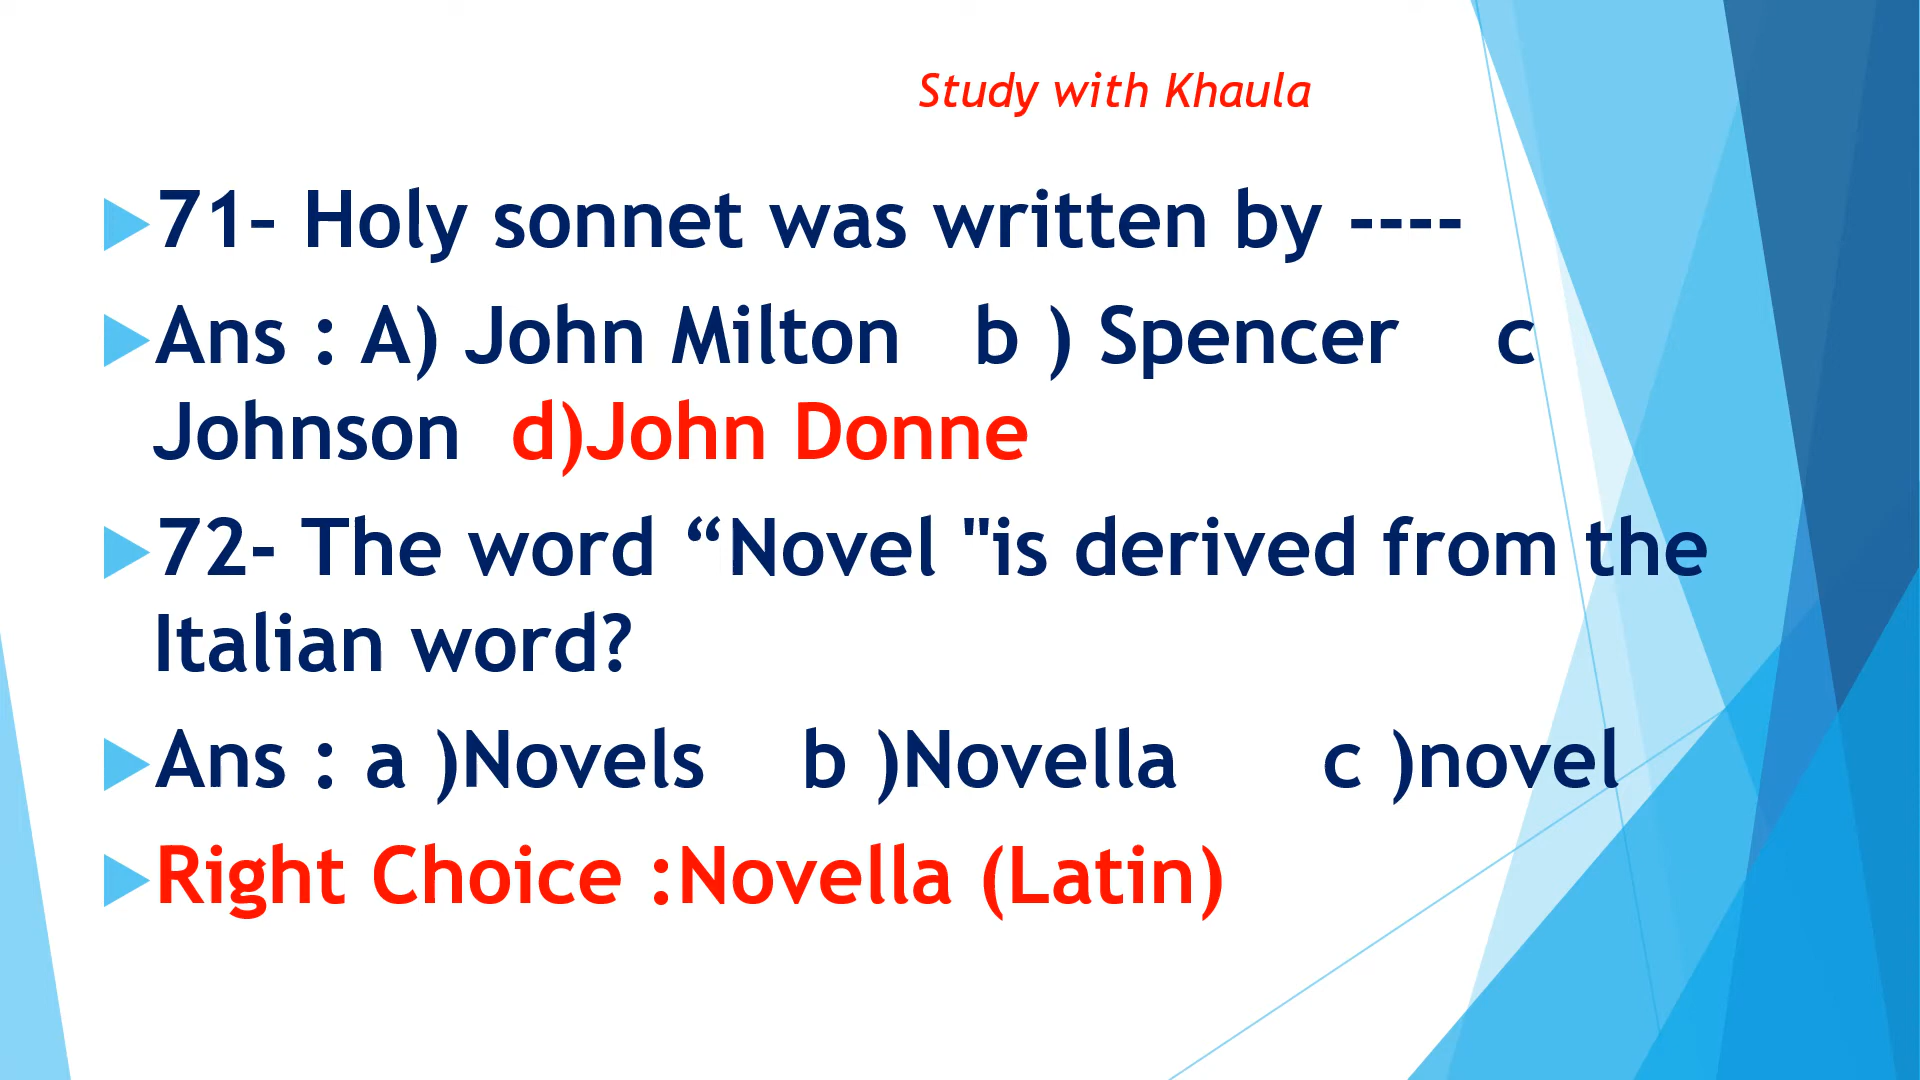 Study with Khaula
71- Holy sonnet was written by ----
Ans : A) John Milton b ) Spencer c
Johnson d)John Donne
72- The word “Novel "is derived from the
Italian word?
Ans : a )Novels b )Novella c )novel
Right Choice :Novella (Latin)